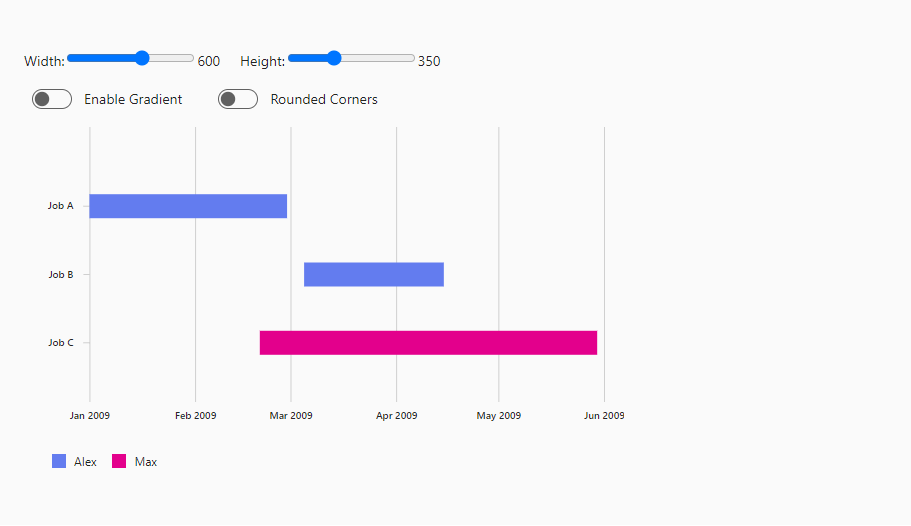 Width: 600 Height: 350
Enable Gradient Rounded Corners
Job A
Job B
Job C
Jan 2009 Feb 2009 Mar 2009 Apr 2009 May 2009 Jun 2009
Alex Max